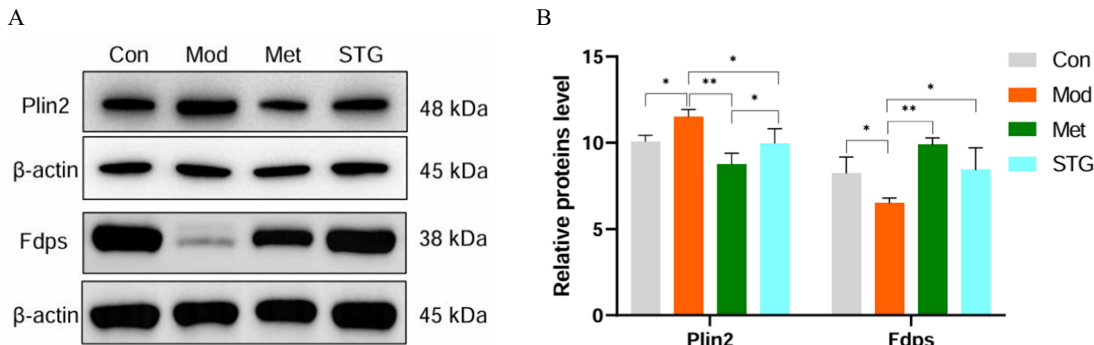 A
Con Mod Met STG
Plin2 48 kDa
β-actin 45 kDa
Fdps 38 kDa
β-actin 45 kDa
B
Relative proteins level
15
10
5
0
* ** * *
* ** *
Plin2 Fdps
Con
Mod
Met
STG